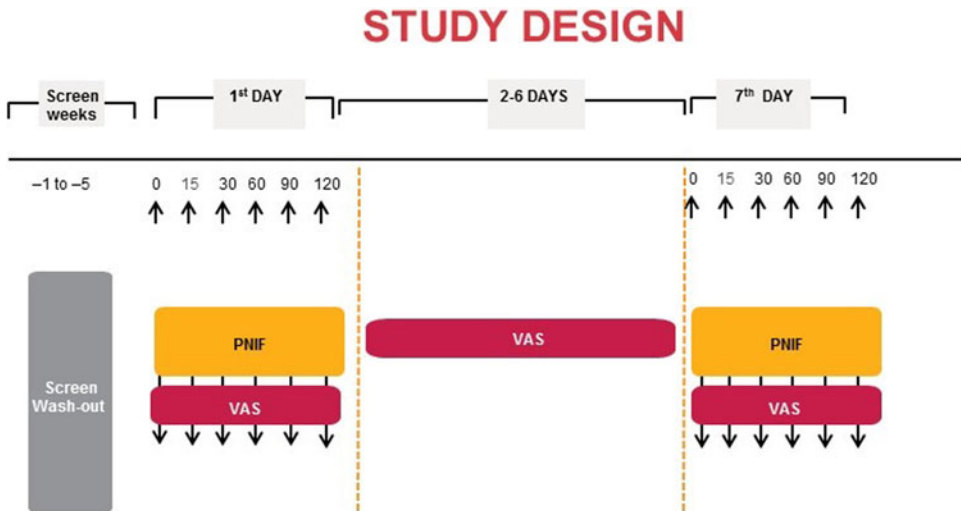 STUDY DESIGN
Screen
weeks
1st DAY
2-6 DAYS
7th DAY
–1 to –5
0 15 30 60 90 120
0 15 30 60 90 120
PNIF
VAS
PNIF
Screen
Wash-out
VAS
VAS